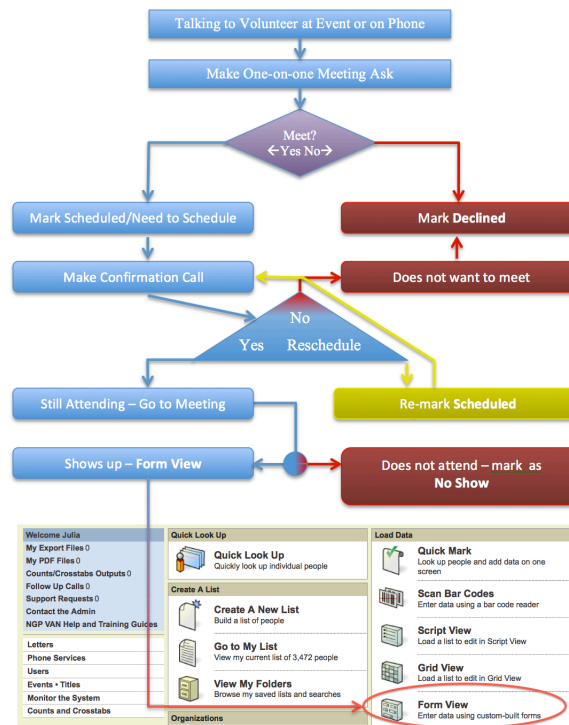 Talking to Volunteer at Event or on Phone
Make One-on-one Meeting Ask
Meet?
←Yes No→
Mark Scheduled/Need to Schedule
Mark Declined
Make Confirmation Call
Does not want to meet
No
Yes Reschedule
Still Attending – Go to Meeting
Re-mark Scheduled
Shows up – Form View
Does not attend – mark as
No Show
Welcome Julia
My Export Files 0
My PDF Files 0
Counts/Crosstabs Outputs 0
Follow Up Calls 0
Support Requests 0
Contact the Admin
NGP VAN Help and Training Guides
Letters
Phone Services
Users
Events • Titles
Monitor the System
Counts and Crosstabs
Quick Look Up
Quick Look Up
Quickly look up individual people
Create A List
Create A New List
Build a list of people
Go to My List
View my current list of 3,472 people
View My Folders
Browse my saved lists and searches
Organizations
Load Data
Quick Mark
Look up people and add data on one
screen
Scan Bar Codes
Enter data using a bar code reader
Script View
Load a list to edit in Script View
Grid View
Load a list to edit in Grid View
Form View
Enter data using custom-built forms